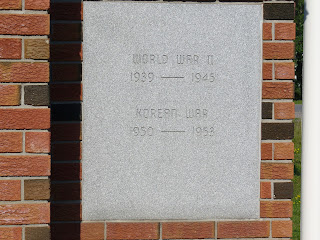 WORLD WAR II
1939 — 1945
KOREAN WAR
1950 — 1953